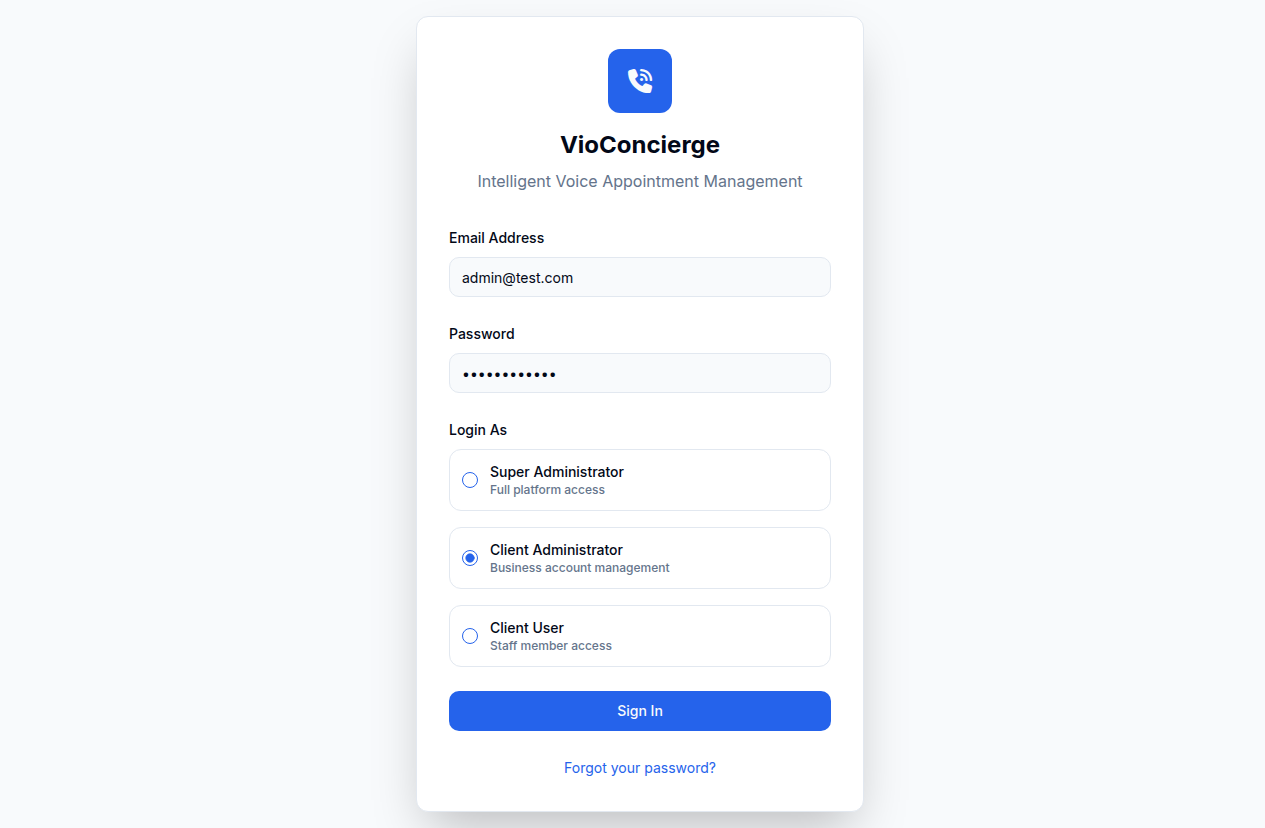 VioConcierge
Intelligent Voice Appointment Management
Email Address
admin@test.com
Password
••••••••••••
Login As
Super Administrator
Full platform access
Client Administrator
Business account management
Client User
Staff member access
Sign In
Forgot your password?